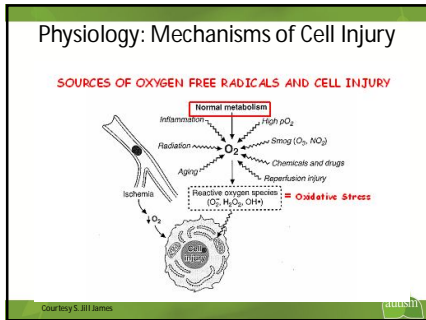 Physiology: Mechanisms of Cell Injury
SOURCES OF OXYGEN FREE RADICALS AND CELL INJURY
Normal metabolism
Inflammation
High pO₂
Radiation
O₂
Smog (O₃, NO₂)
Chemicals and drugs
Aging
Reperfusion injury
Ischemia
Reactive oxygen species = Oxidative Stress
(O₂⁻, H₂O₂, OH•)
↓O₂
Cell
injury
Courtesy S. Jill James
autism